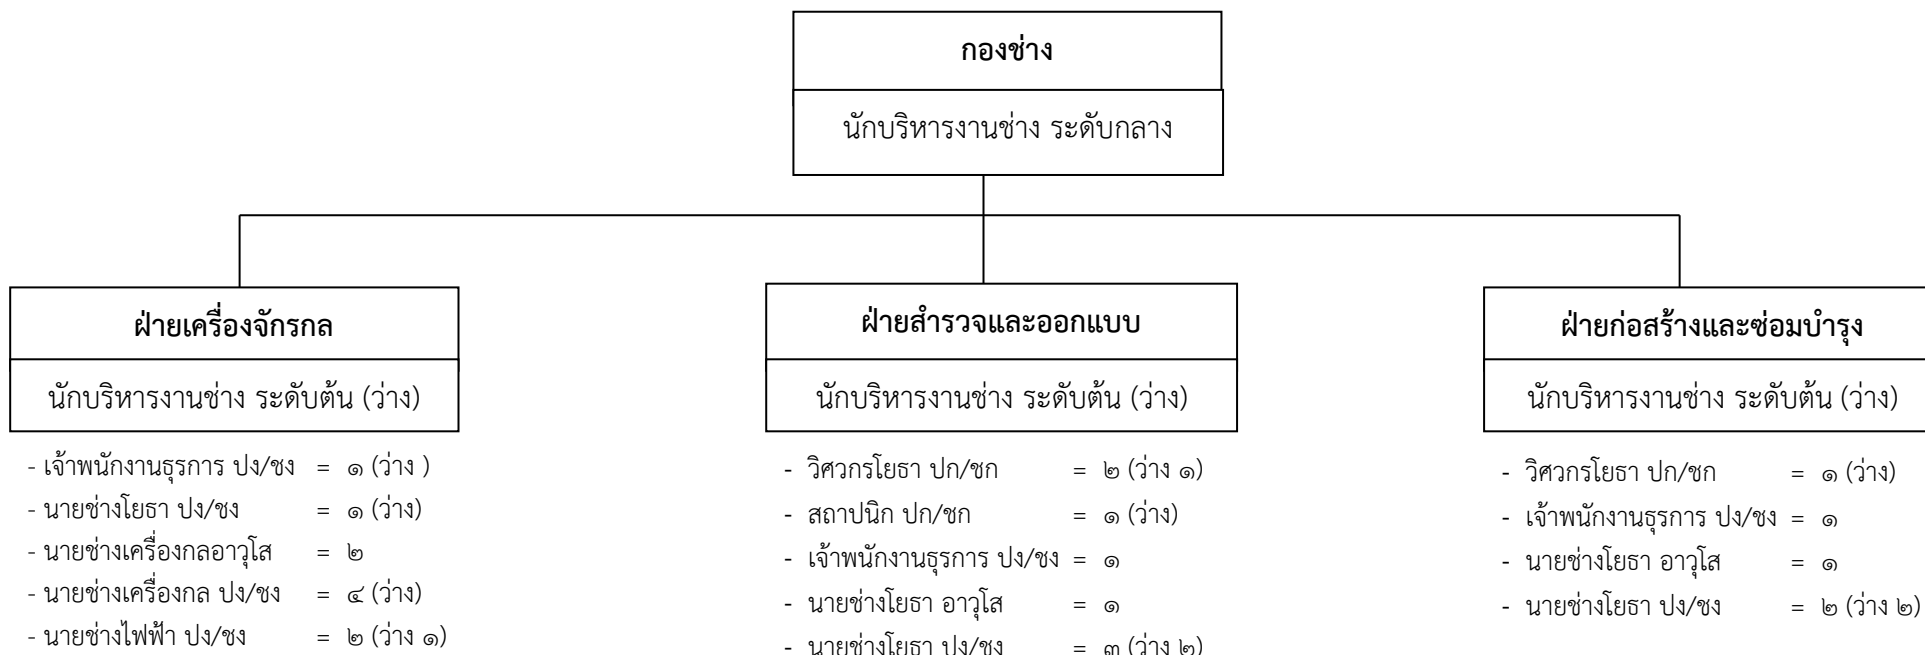 กองช่าง
นักบริหารงานช่าง ระดับกลาง
ฝ่ายเครื่องจักรกล
นักบริหารงานช่าง ระดับต้น (ว่าง)
- เจ้าพนักงานธุรการ ปง/ชง = ๑ (ว่าง )
- นายช่างโยธา ปง/ชง = ๑ (ว่าง)
- นายช่างเครื่องกลอาวุโส = ๒
- นายช่างเครื่องกล ปง/ชง = ๔ (ว่าง)
- นายช่างไฟฟ้า ปง/ชง = ๒ (ว่าง ๑)
ฝ่ายสำรวจและออกแบบ
นักบริหารงานช่าง ระดับต้น (ว่าง)
- วิศวกรโยธา ปก/ชก = ๒ (ว่าง ๑)
- สถาปนิก ปก/ชก = ๑ (ว่าง)
- เจ้าพนักงานธุรการ ปง/ชง = ๑
- นายช่างโยธา อาวุโส = ๑
- นายช่างโยธา ปง/ชง = ๓ (ว่าง ๒)
ฝ่ายก่อสร้างและซ่อมบำรุง
นักบริหารงานช่าง ระดับต้น (ว่าง)
- วิศวกรโยธา ปก/ชก = ๑ (ว่าง)
- เจ้าพนักงานธุรการ ปง/ชง = ๑
- นายช่างโยธา อาวุโส = ๑
- นายช่างโยธา ปง/ชง = ๒ (ว่าง ๒)